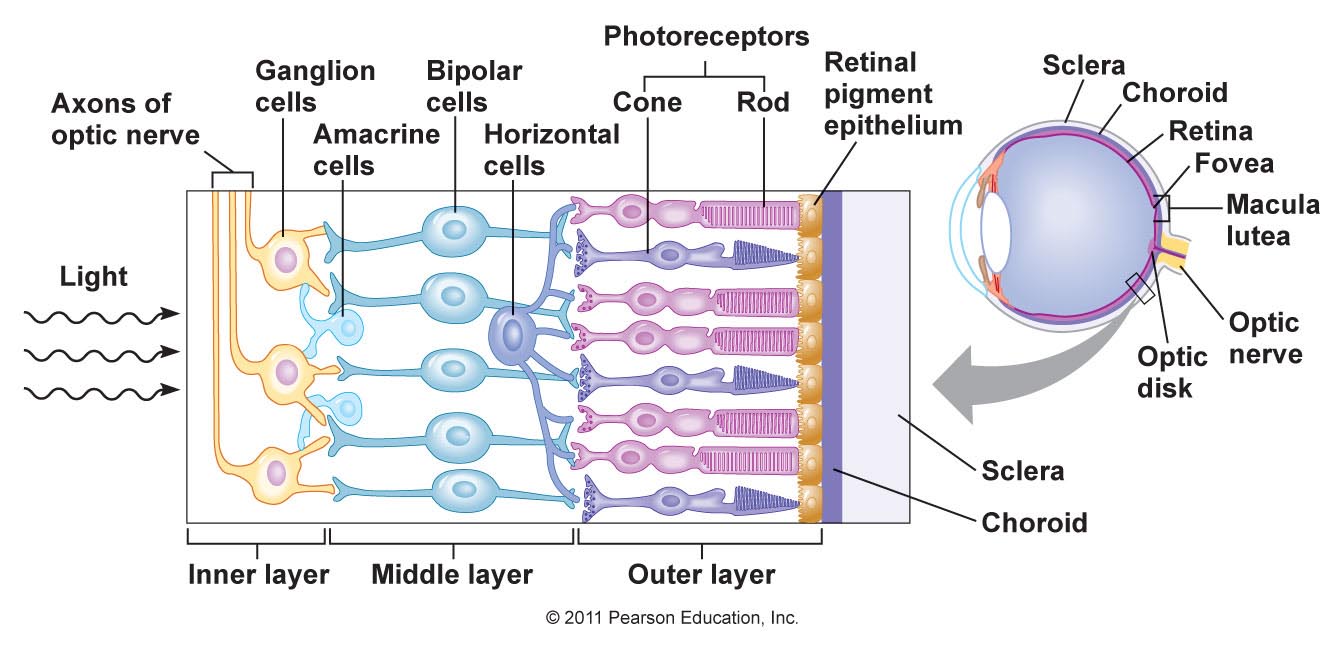 Photoreceptors
Ganglion
cells
Bipolar
cells
Cone
Rod
Retinal
pigment
epithelium
Axons of
optic nerve
Amacrine
cells
Horizontal
cells
Light
Sclera
Choroid
Retina
Fovea
Macula
lutea
Optic
nerve
Optic
disk
Sclera
Choroid
Inner layer
Middle layer
Outer layer
© 2011 Pearson Education, Inc.